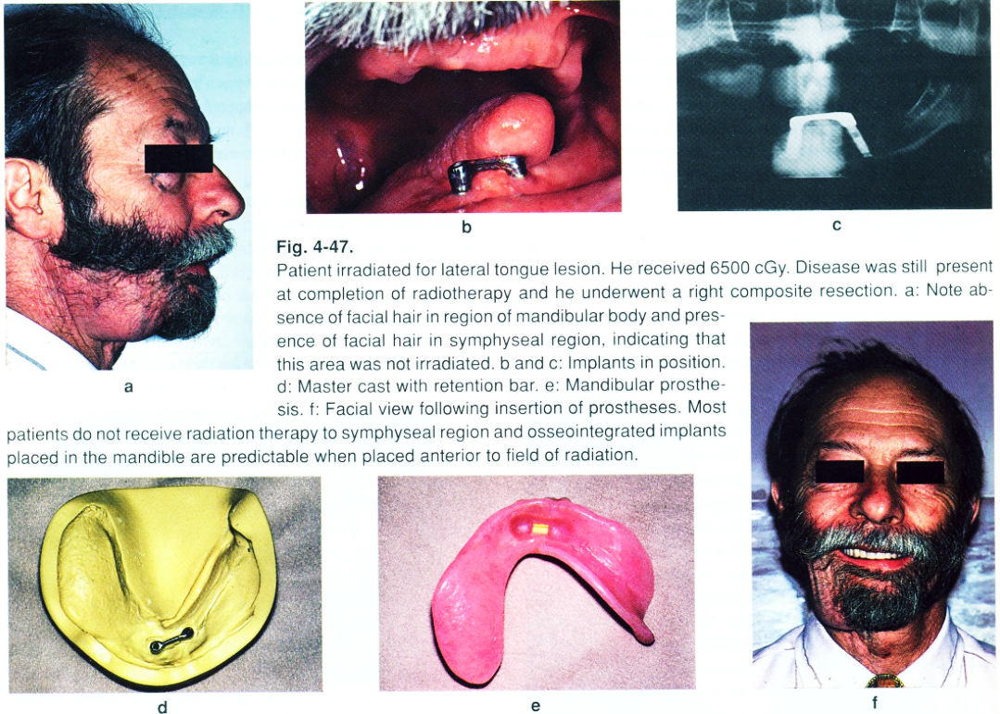 b
c
Fig. 4-47.
Patient irradiated for lateral tongue lesion. He received 6500 cGy. Disease was still present
at completion of radiotherapy and he underwent a right composite resection. a: Note ab-
sence of facial hair in region of mandibular body and pres-
ence of facial hair in symphyseal region, indicating that
this area was not irradiated. b and c: Implants in position.
d: Master cast with retention bar. e: Mandibular prosthe-
a
sis. f: Facial view following insertion of prostheses. Most
patients do not receive radiation therapy to symphyseal region and osseointegrated implants
placed in the mandible are predictable when placed anterior to field of radiation.
d
e
f